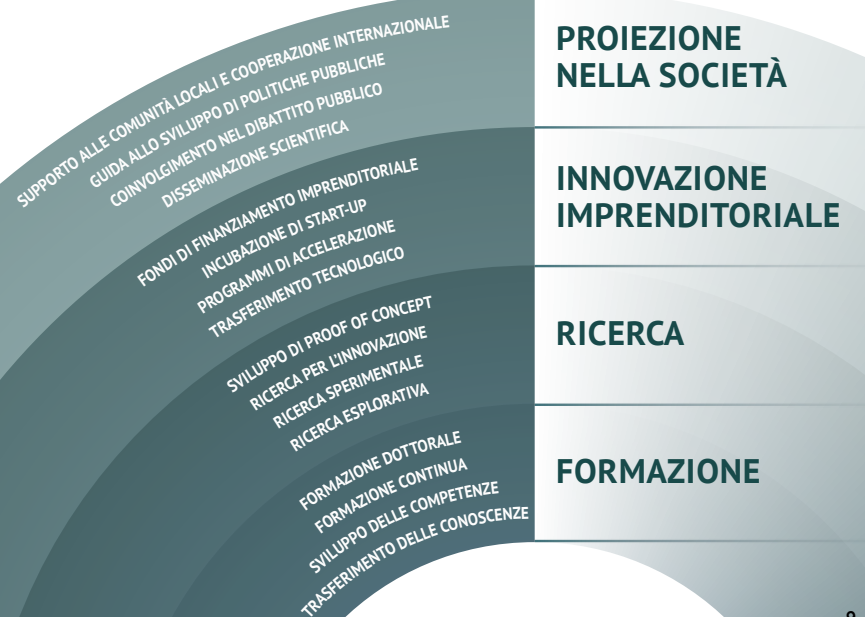 SUPPORTO ALLE COMUNITÀ LOCALI E COOPERAZIONE INTERNAZIONALE
GUIDA ALLO SVILUPPO DI POLITICHE PUBBLICHE
COINVOLGIMENTO NEL DIBATTITO PUBBLICO
DISSEMINAZIONE SCIENTIFICA
PROIEZIONE
NELLA SOCIETÀ
FONDI DI FINANZIAMENTO IMPRENDITORIALE
INCUBAZIONE DI START-UP
PROGRAMMI DI ACCELERAZIONE
TRASFERIMENTO TECNOLOGICO
INNOVAZIONE
IMPRENDITORIALE
SVILUPPO DI PROOF OF CONCEPT
RICERCA PER L'INNOVAZIONE
RICERCA SPERIMENTALE
RICERCA ESPLORATIVA
RICERCA
FORMAZIONE DOTTORALE
FORMAZIONE CONTINUA
SVILUPPO DELLE COMPETENZE
TRASFERIMENTO DELLE CONOSCENZE
FORMAZIONE